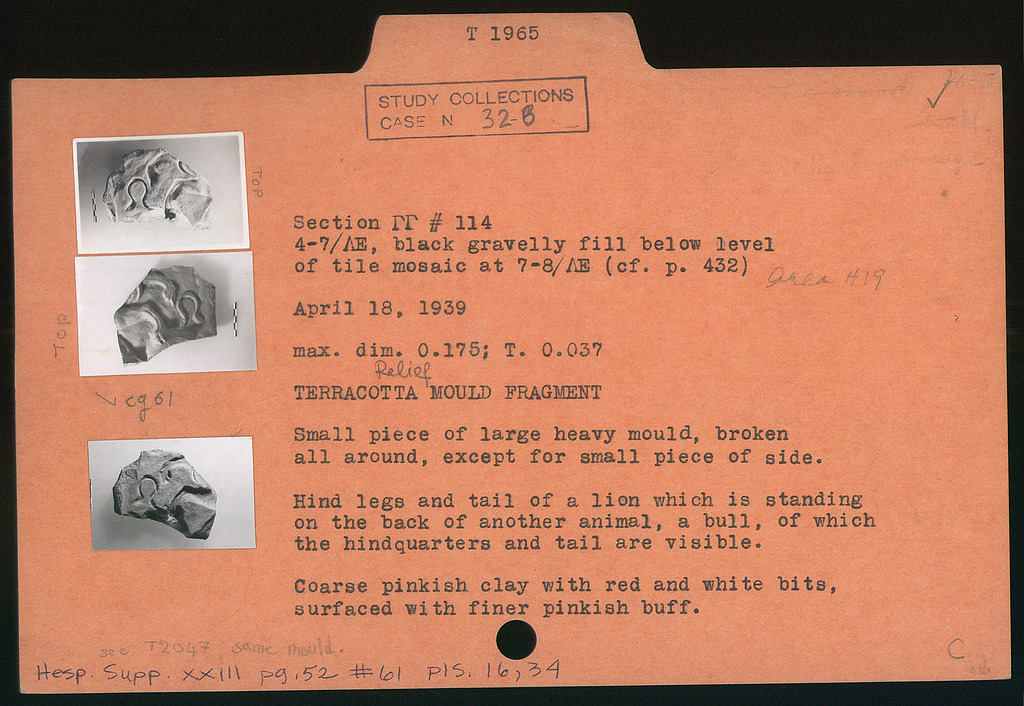 T 1965
STUDY COLLECTIONS
CASE N 32-B
TOP
Section ΓΓ # 114
4-7/ΛE, black gravelly fill below level
of tile mosaic at 7-8/ΛE (cf. p. 432)
Area 419
April 18, 1939
max. dim. 0.175; T. 0.037
Relief
TERRACOTTA MOULD FRAGMENT
TOP
√ cg 61
Small piece of large heavy mould, broken
all around, except for small piece of side.
Hind legs and tail of a lion which is standing
on the back of another animal, a bull, of which
the hindquarters and tail are visible.
Coarse pinkish clay with red and white bits,
surfaced with finer pinkish buff.
see T2047, same mould.
Hesp. Supp. XXIII pg. 52 #61 pls. 16, 34
C